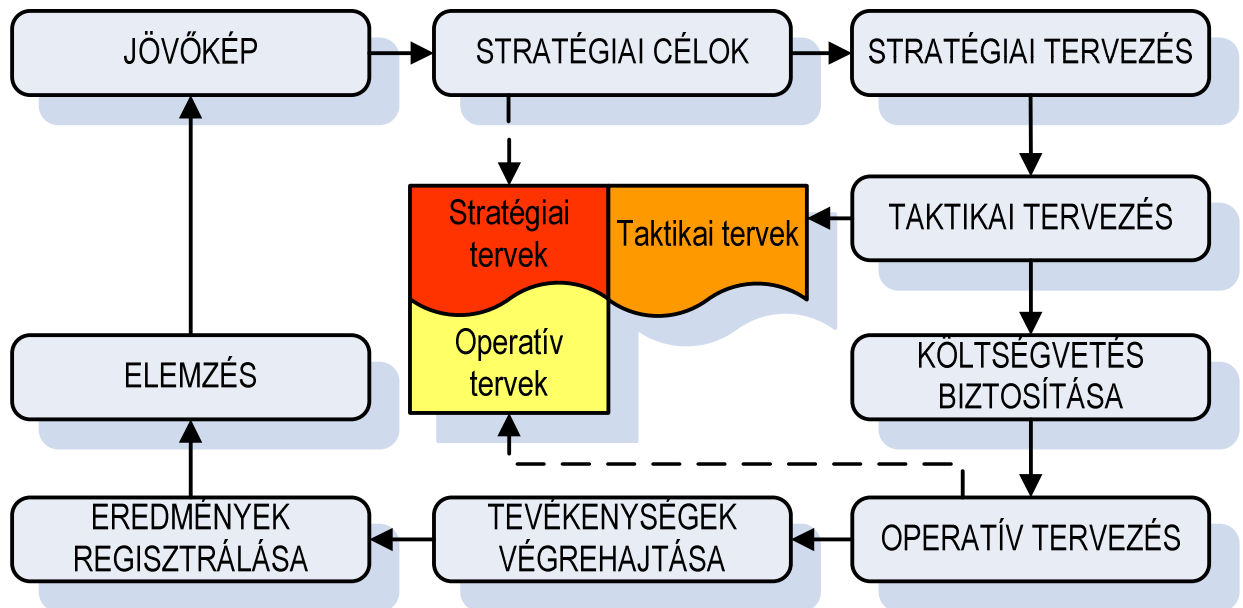 JÖVŐKÉP
STRATÉGIAI CÉLOK
STRATÉGIAI TERVEZÉS
Stratégiai
tervek
Taktikai tervek
TAKTIKAI TERVEZÉS
Operatív
tervek
ELEMZÉS
KÖLTSÉGVETÉS
BIZTOSÍTÁSA
EREDMÉNYEK
REGISZTRÁLÁSA
TEVÉKENYSÉGEK
VÉGREHAJTÁSA
OPERATÍV TERVEZÉS